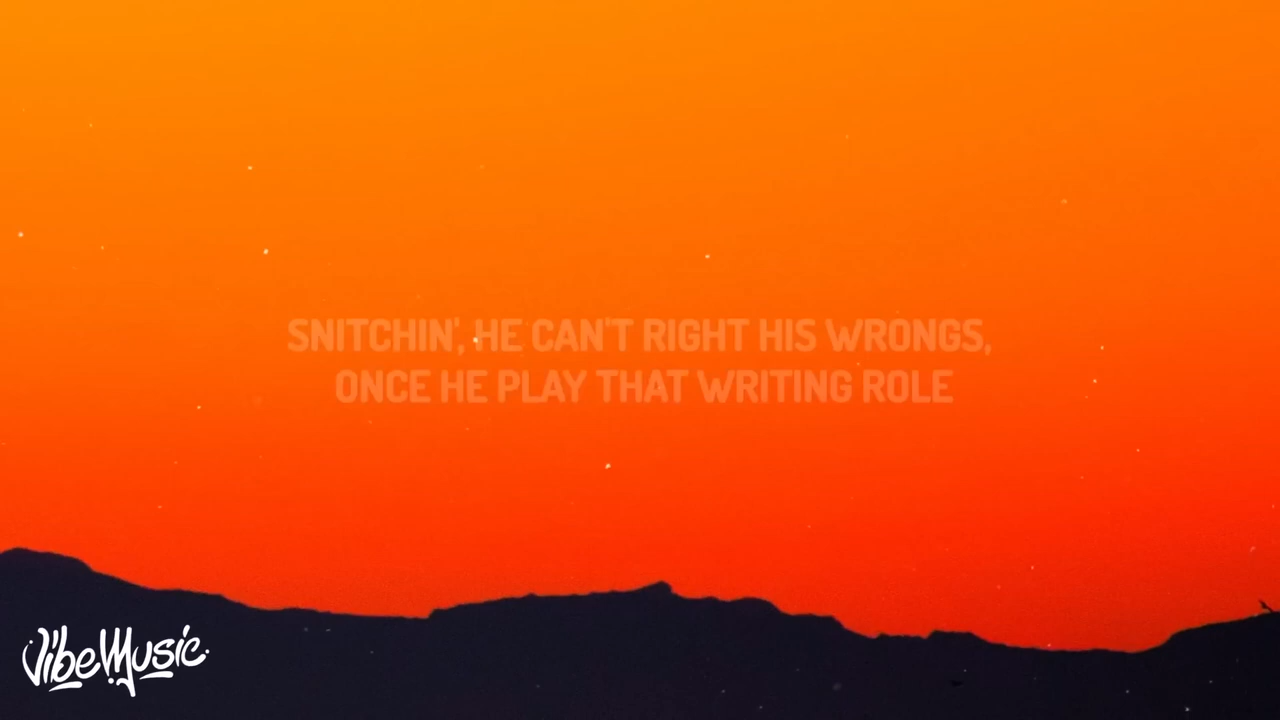 SNITCHIN', HE CAN'T RIGHT HIS WRONGS,
ONCE HE PLAY THAT WRITING ROLE
VibeMusic